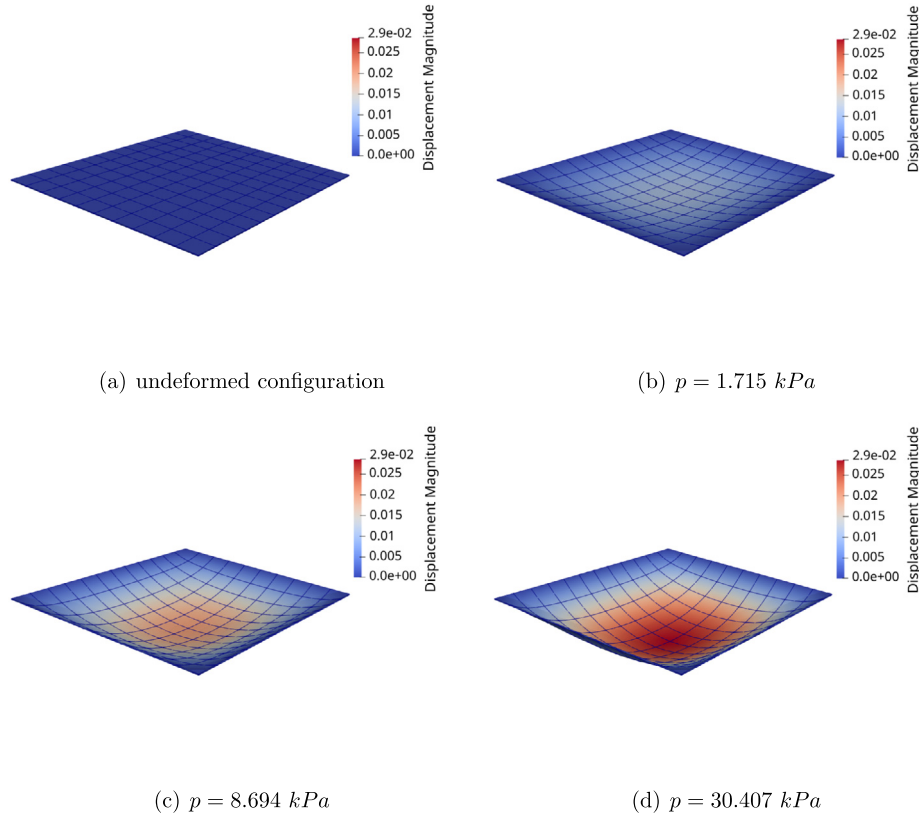 2.9e-02
0.025
0.02
0.015
0.01
0.005
0.0e+00
Displacement Magnitude
2.9e-02
0.025
0.02
0.015
0.01
0.005
0.0e+00
Displacement Magnitude
(a) undeformed configuration
(b) p = 1.715 kPa
2.9e-02
0.025
0.02
0.015
0.01
0.005
0.0e+00
Displacement Magnitude
2.9e-02
0.025
0.02
0.015
0.01
0.005
0.0e+00
Displacement Magnitude
(c) p = 8.694 kPa
(d) p = 30.407 kPa